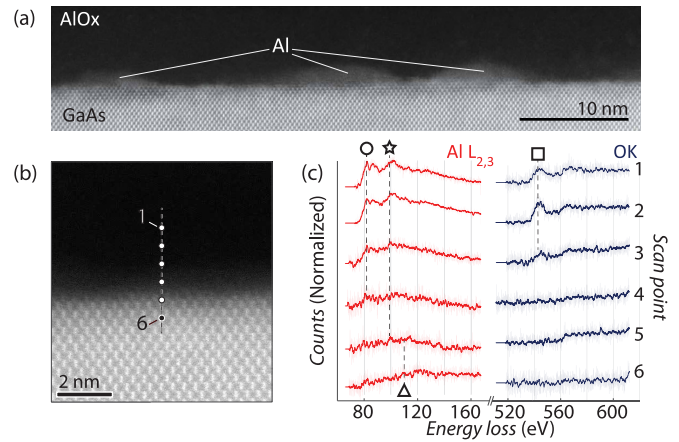 (a)
AlOx
Al
GaAs
10 nm
(b)
1
6
2 nm
(c)
Al L2,3
OK
1
2
3
4
5
6
Scan point
Counts (Normalized)
80 120 160 520 560 600
Energy loss (eV)